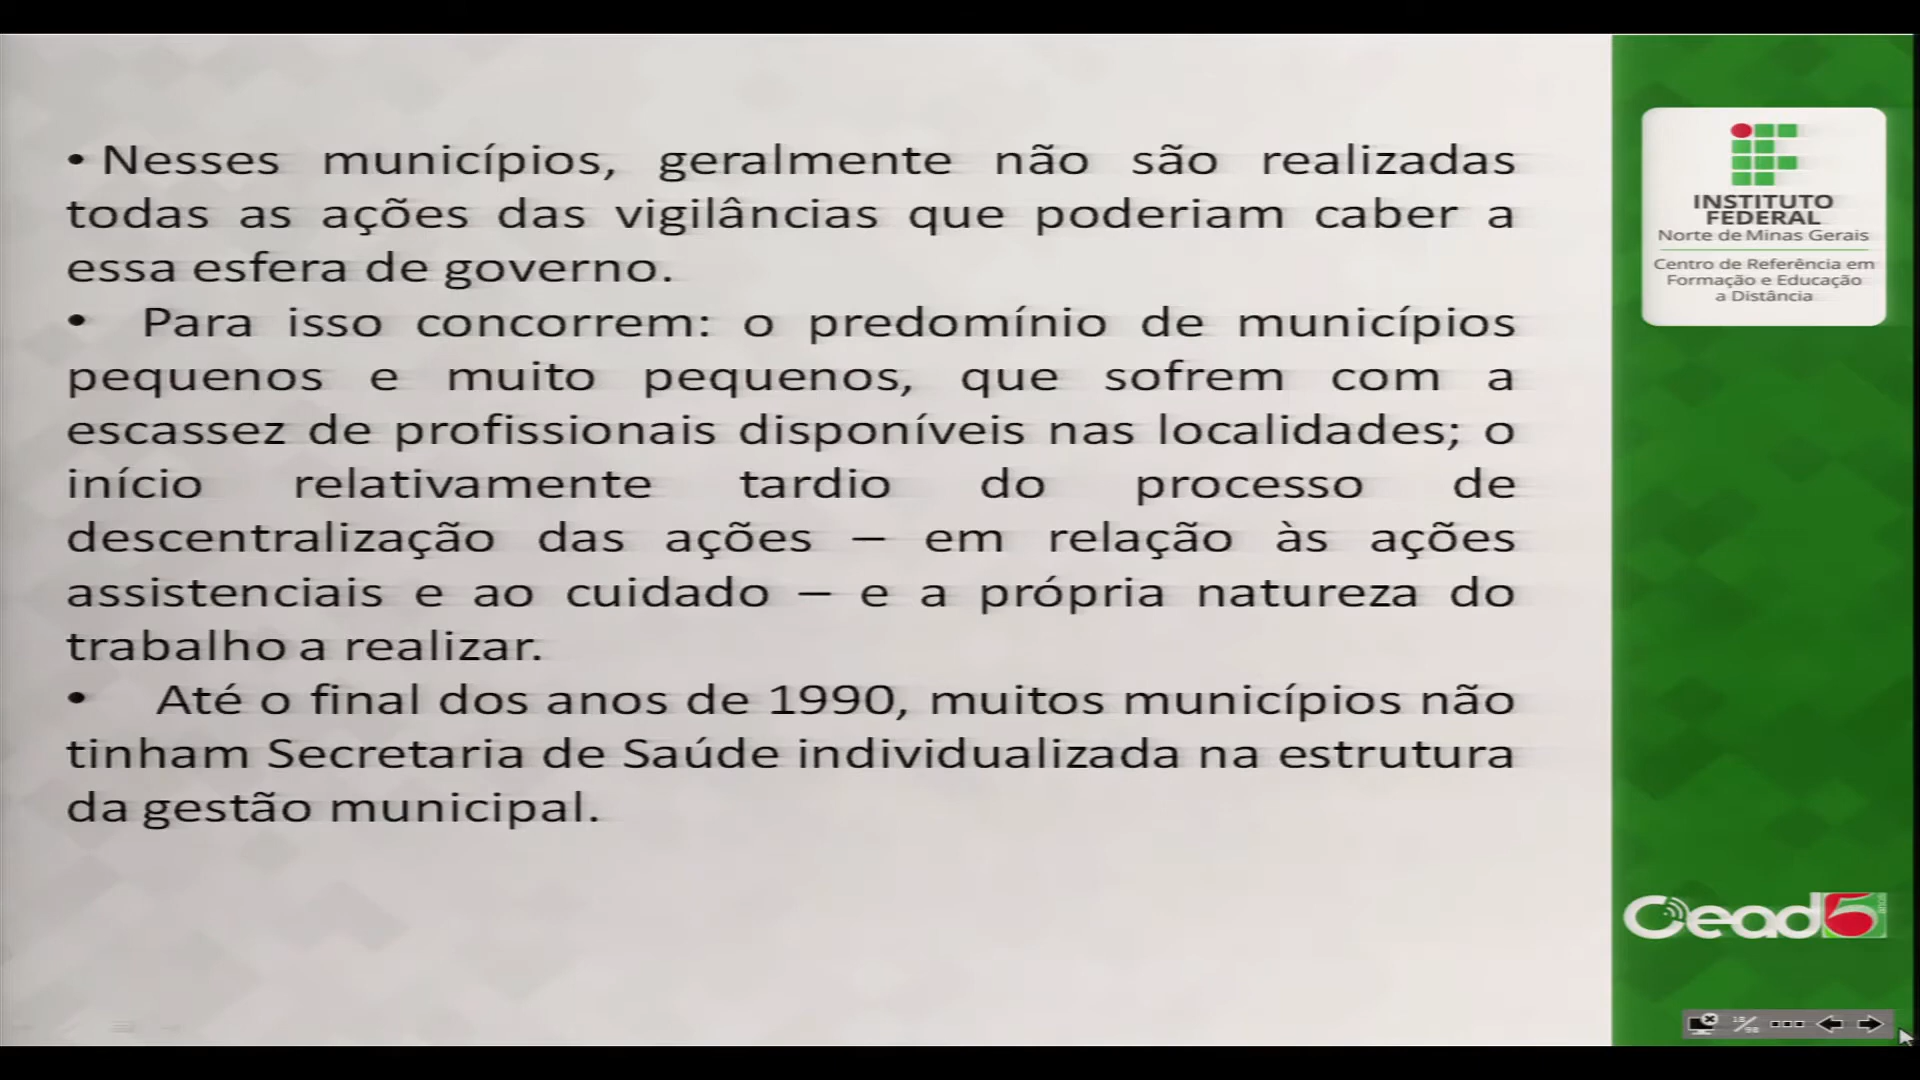 • Nesses municípios, geralmente não são realizadas
todas as ações das vigilâncias que poderiam caber a
essa esfera de governo.
• Para isso concorrem: o predomínio de municípios
pequenos e muito pequenos, que sofrem com a
escassez de profissionais disponíveis nas localidades; o
início relativamente tardio do processo de
descentralização das ações – em relação às ações
assistenciais e ao cuidado – e a própria natureza do
trabalho a realizar.
• Até o final dos anos de 1990, muitos municípios não
tinham Secretaria de Saúde individualizada na estrutura
da gestão municipal.
INSTITUTO
FEDERAL
Norte de Minas Gerais
Centro de Referência em
Formação e Educação
a Distância
Cead 5 anos
18/98